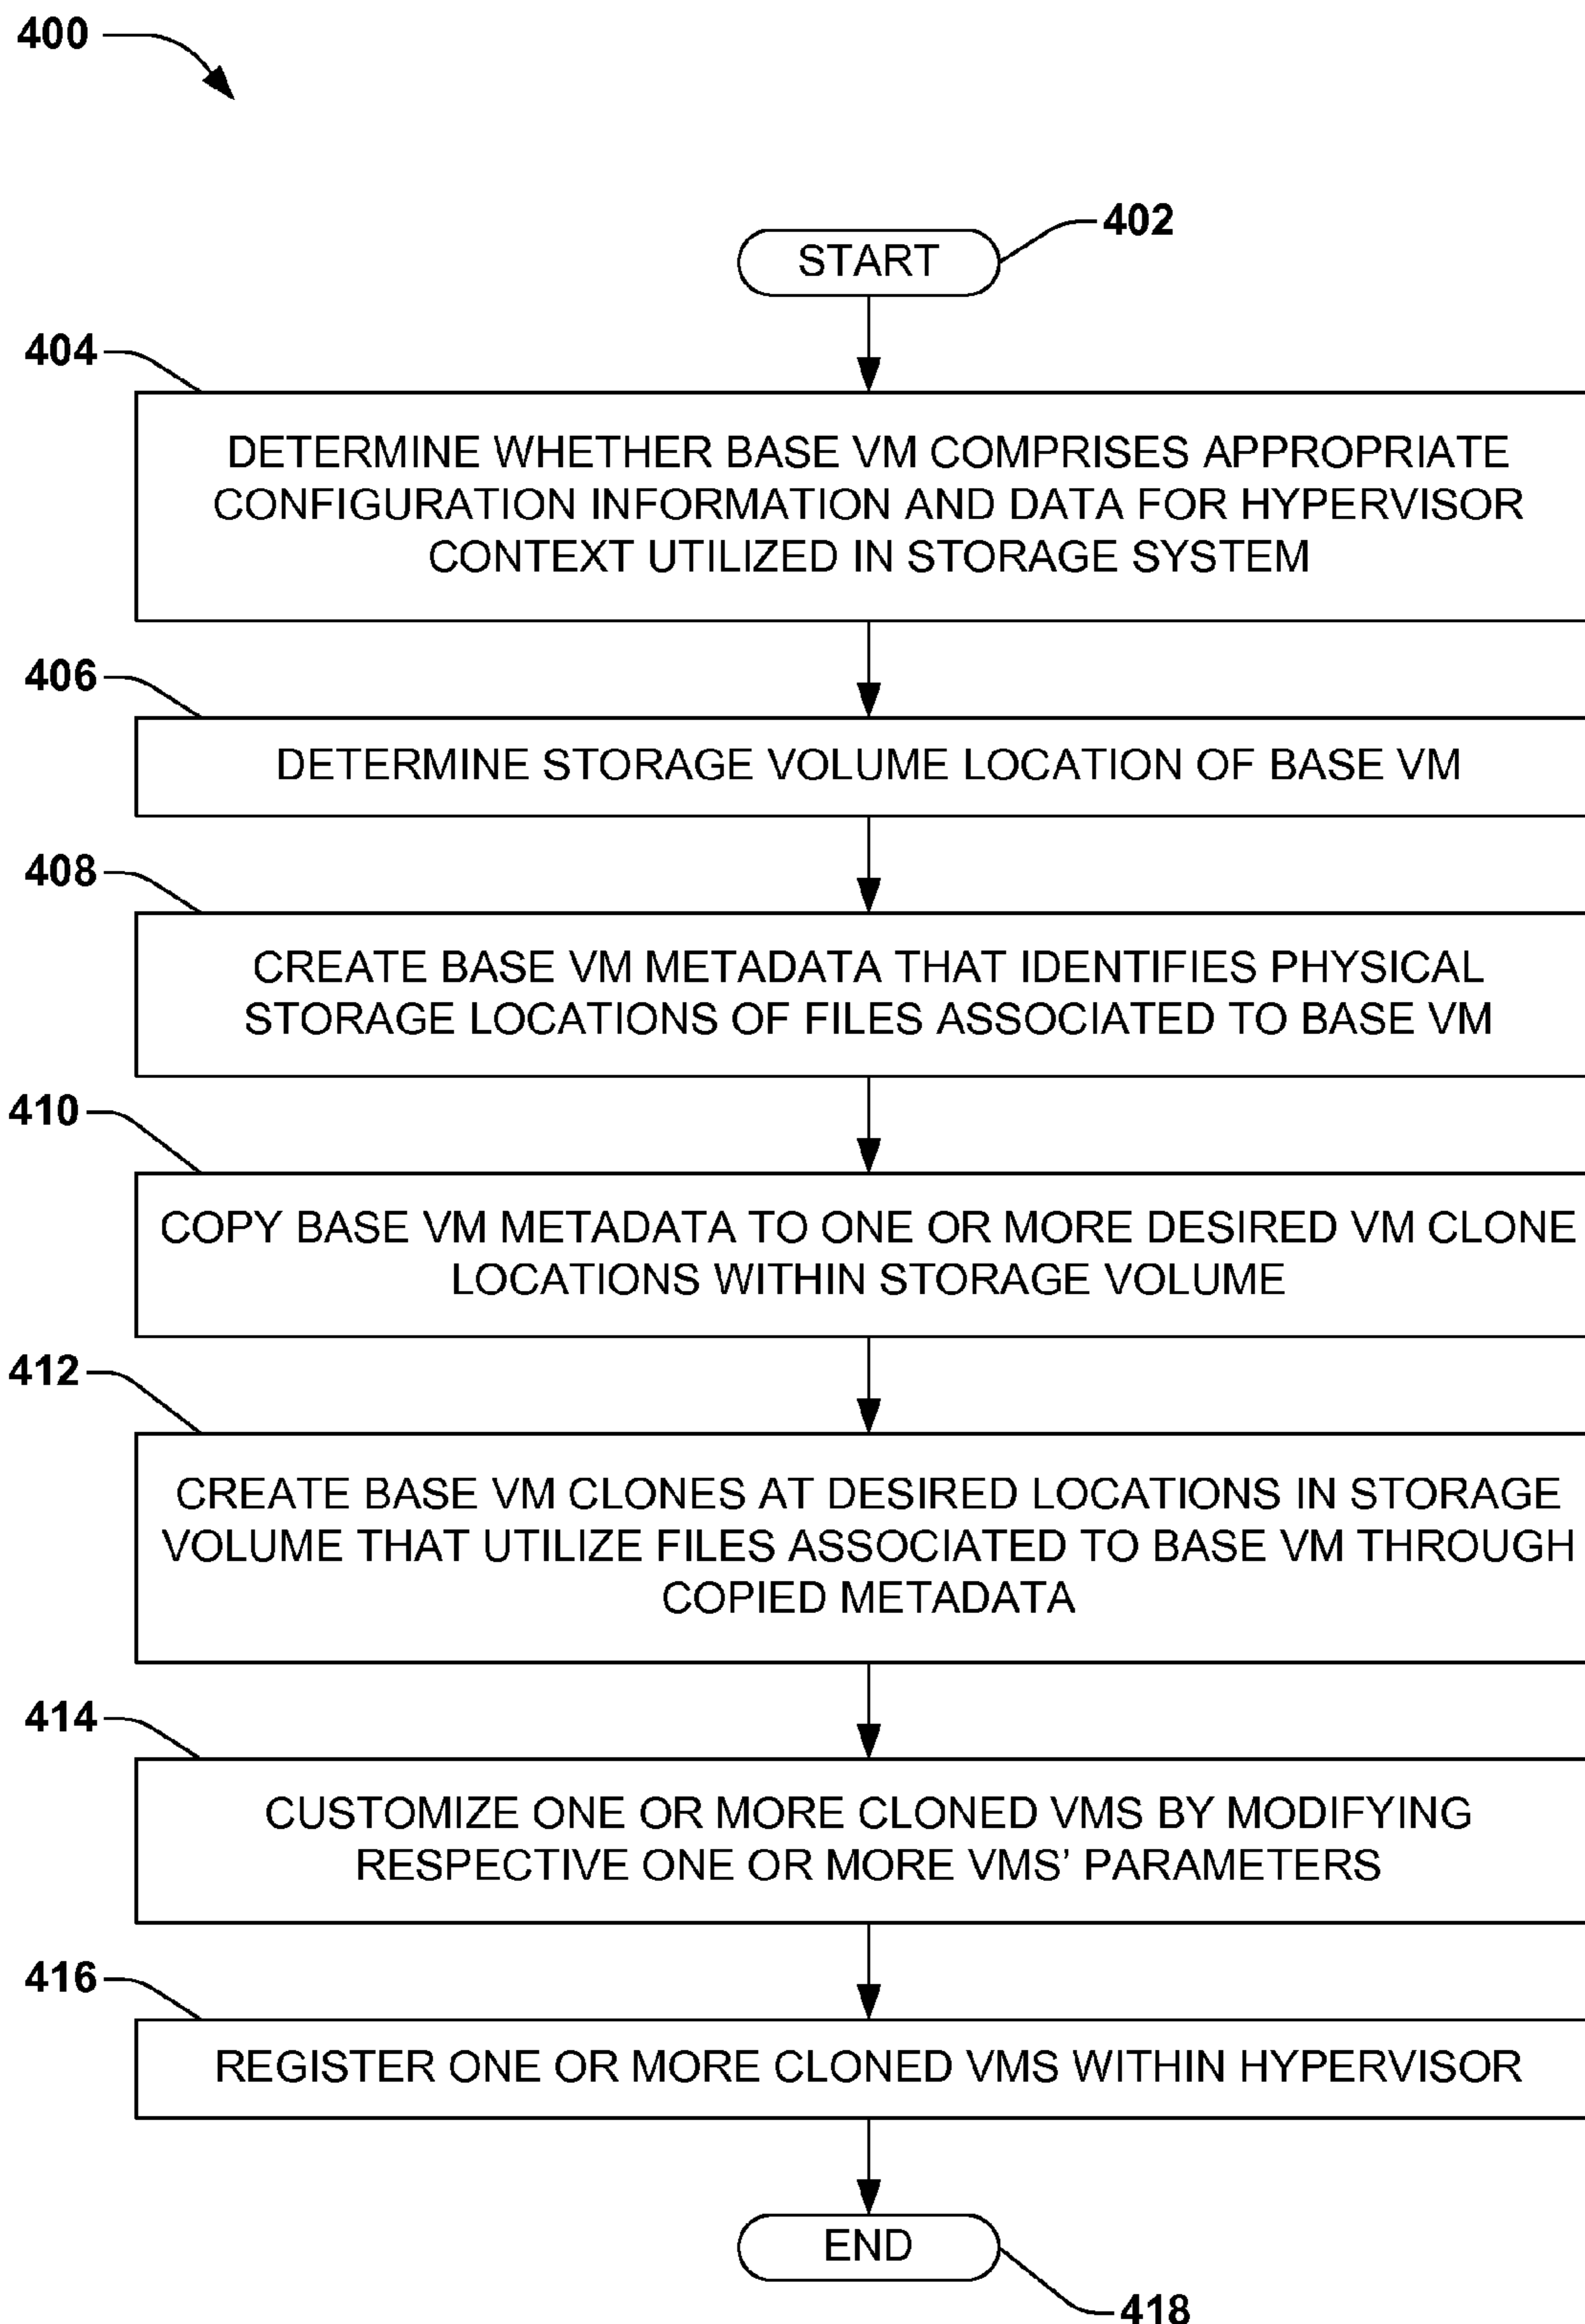 400
402
START
404
DETERMINE WHETHER BASE VM COMPRISES APPROPRIATE
CONFIGURATION INFORMATION AND DATA FOR HYPERVISOR
CONTEXT UTILIZED IN STORAGE SYSTEM
406
DETERMINE STORAGE VOLUME LOCATION OF BASE VM
408
CREATE BASE VM METADATA THAT IDENTIFIES PHYSICAL
STORAGE LOCATIONS OF FILES ASSOCIATED TO BASE VM
410
COPY BASE VM METADATA TO ONE OR MORE DESIRED VM CLONE
LOCATIONS WITHIN STORAGE VOLUME
412
CREATE BASE VM CLONES AT DESIRED LOCATIONS IN STORAGE
VOLUME THAT UTILIZE FILES ASSOCIATED TO BASE VM THROUGH
COPIED METADATA
414
CUSTOMIZE ONE OR MORE CLONED VMS BY MODIFYING
RESPECTIVE ONE OR MORE VMS' PARAMETERS
416
REGISTER ONE OR MORE CLONED VMS WITHIN HYPERVISOR
END
418